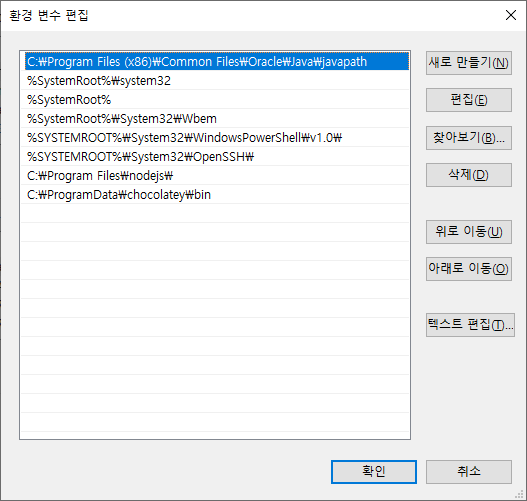 환경 변수 편집
C:₩Program Files (x86)₩Common Files₩Oracle₩Java₩javapath
%SystemRoot%₩system32
%SystemRoot%
%SystemRoot%₩System32₩Wbem
%SYSTEMROOT%₩System32₩WindowsPowerShell₩v1.0₩
%SYSTEMROOT%₩System32₩OpenSSH₩
C:₩Program Files₩nodejs₩
C:₩ProgramData₩chocolatey₩bin
새로 만들기(N)
편집(E)
찾아보기(B)...
삭제(D)
위로 이동(U)
아래로 이동(O)
텍스트 편집(T)...
확인
취소